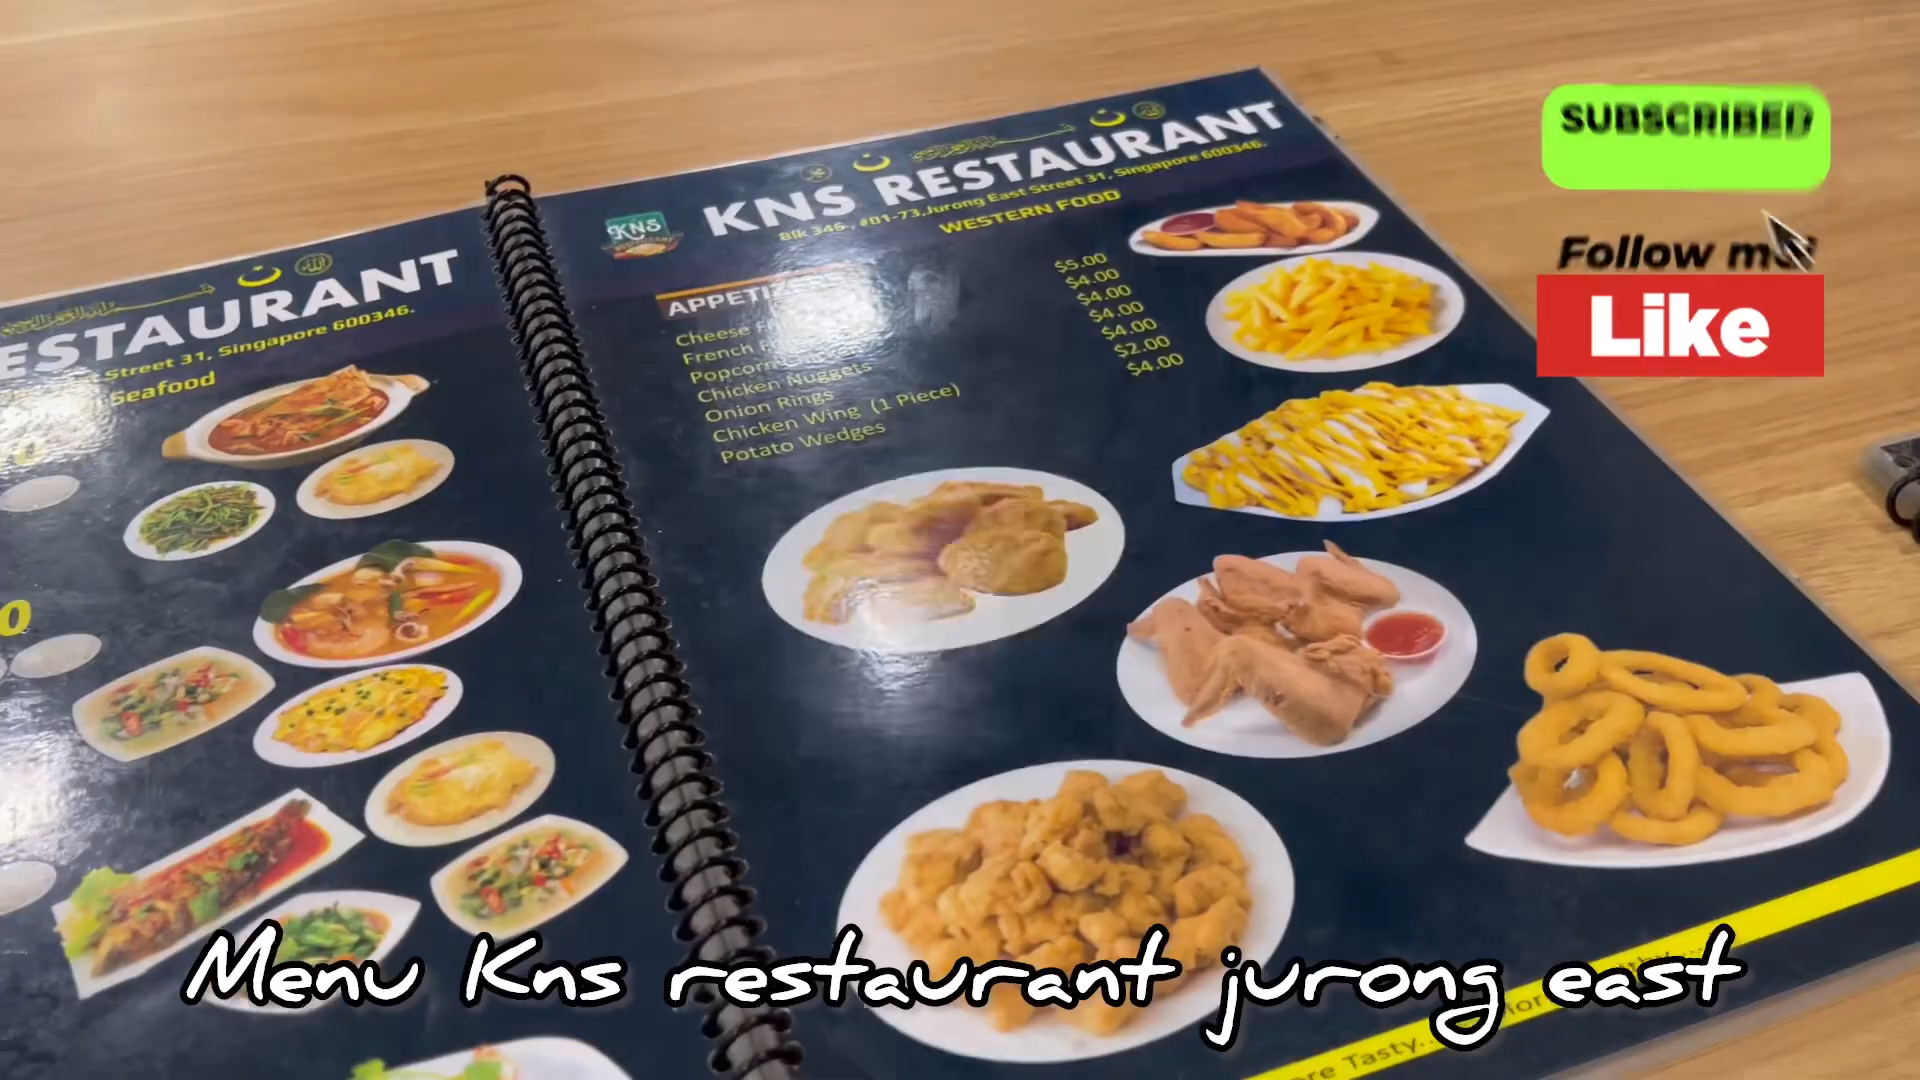 ESTAURANT
Street 31, Singapore 600346.
Seafood
KNS
KNS RESTAURANT
Blk 346, #01-73, Jurong East Street 31, Singapore 600346.
WESTERN FOOD
Cheese
$5.00
French
$4.00
Popcorn
$4.00
Chicken Nuggets
$4.00
Onion Rings
$4.00
Chicken Wing (1 Piece)
$2.00
Potato Wedges
$4.00
Tasty...
SUBSCRIBED
Follow me
Like
Menu Kns restaurant jurong east